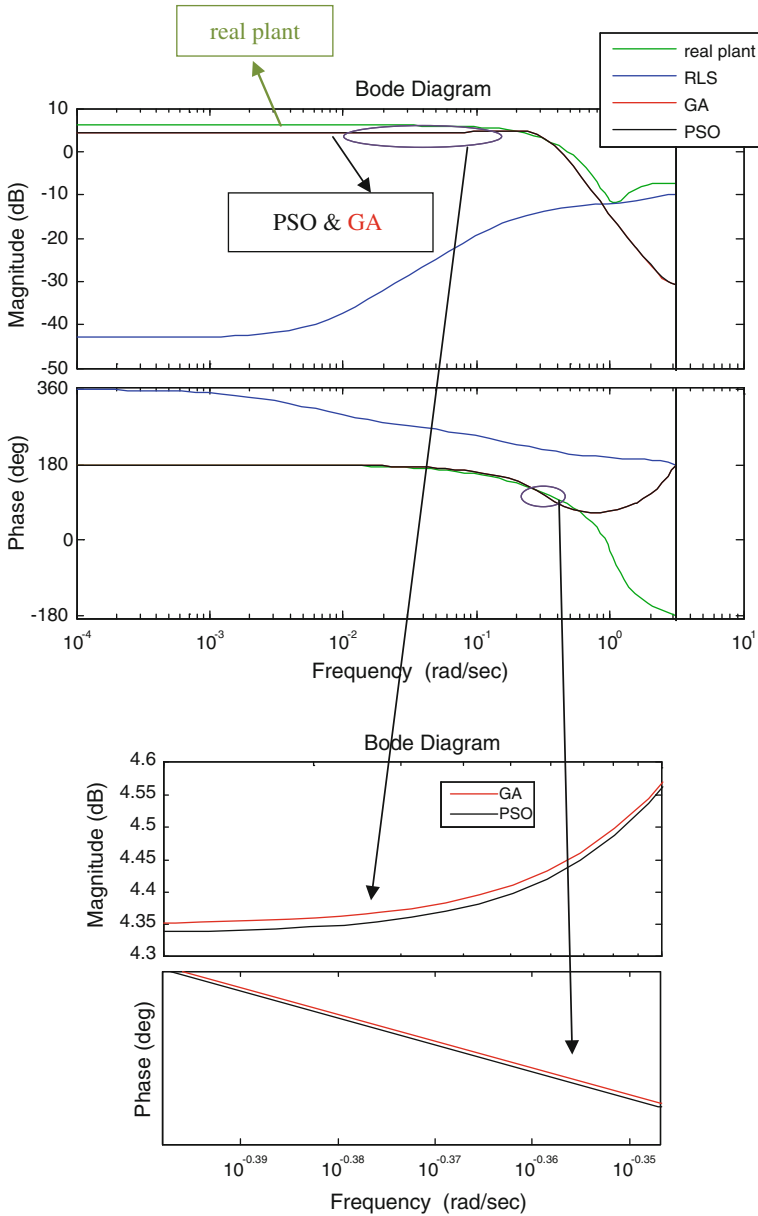 real plant
real plant
RLS
GA
PSO
Bode Diagram
10
0
-10
-20
-30
-40
-50
Magnitude (dB)
PSO & GA
360
180
0
-180
Phase (deg)
10^-4
10^-3
10^-2
10^-1
10^0
10^1
Frequency (rad/sec)
Bode Diagram
4.6
4.55
4.5
4.45
4.4
4.35
4.3
Magnitude (dB)
GA
PSO
Phase (deg)
10^-0.39
10^-0.38
10^-0.37
10^-0.36
10^-0.35
Frequency (rad/sec)